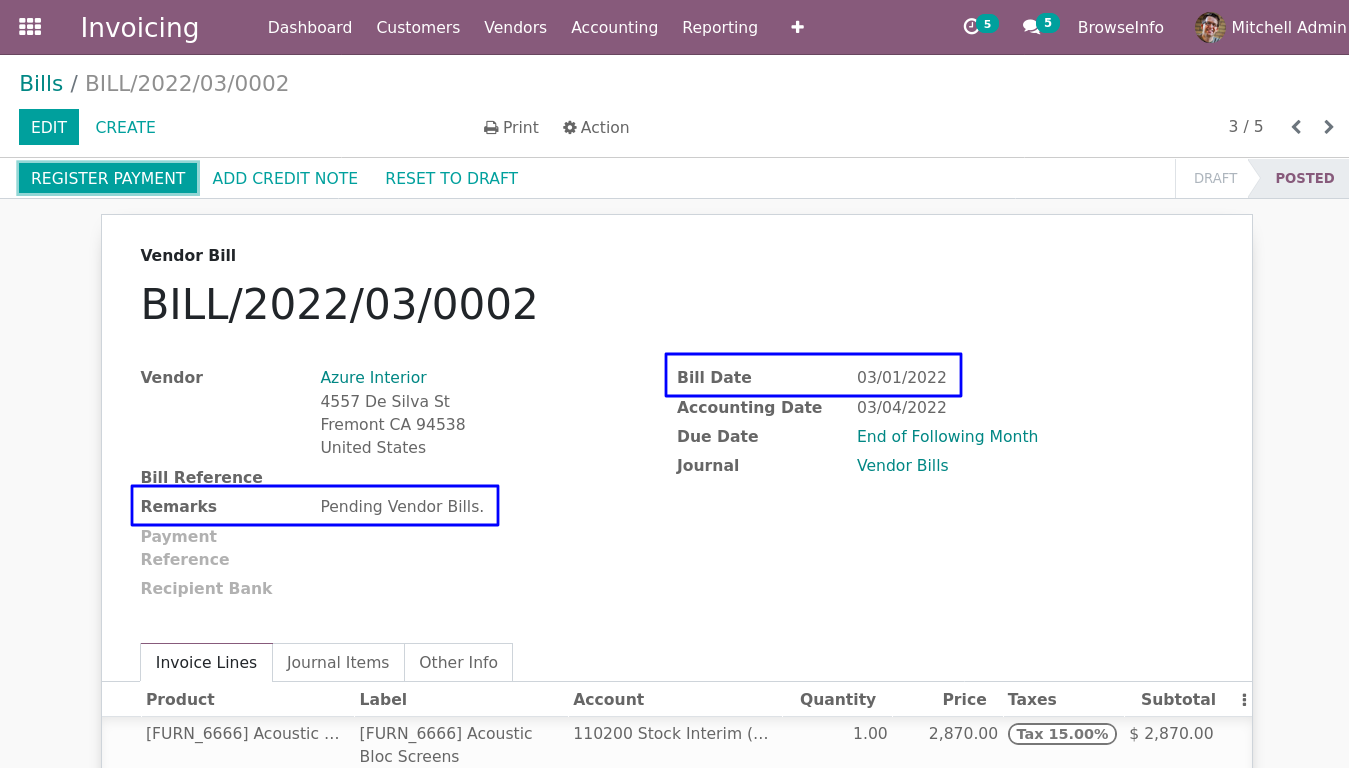 Invoicing Dashboard Customers Vendors Accounting Reporting 5 5 BrowseInfo Mitchell Admin
Bills / BILL/2022/03/0002
EDIT CREATE Print Action 3 / 5
REGISTER PAYMENT ADD CREDIT NOTE RESET TO DRAFT DRAFT POSTED
Vendor Bill
BILL/2022/03/0002
Vendor Azure Interior
4557 De Silva St
Fremont CA 94538
United States
Bill Reference
Remarks Pending Vendor Bills.
Payment
Reference
Recipient Bank
Bill Date 03/01/2022
Accounting Date 03/04/2022
Due Date End of Following Month
Journal Vendor Bills
Invoice Lines Journal Items Other Info
Product Label Account Quantity Price Taxes Subtotal
[FURN_6666] Acoustic ... [FURN_6666] Acoustic 110200 Stock Interim (... 1.00 2,870.00 Tax 15.00% $ 2,870.00
Bloc Screens